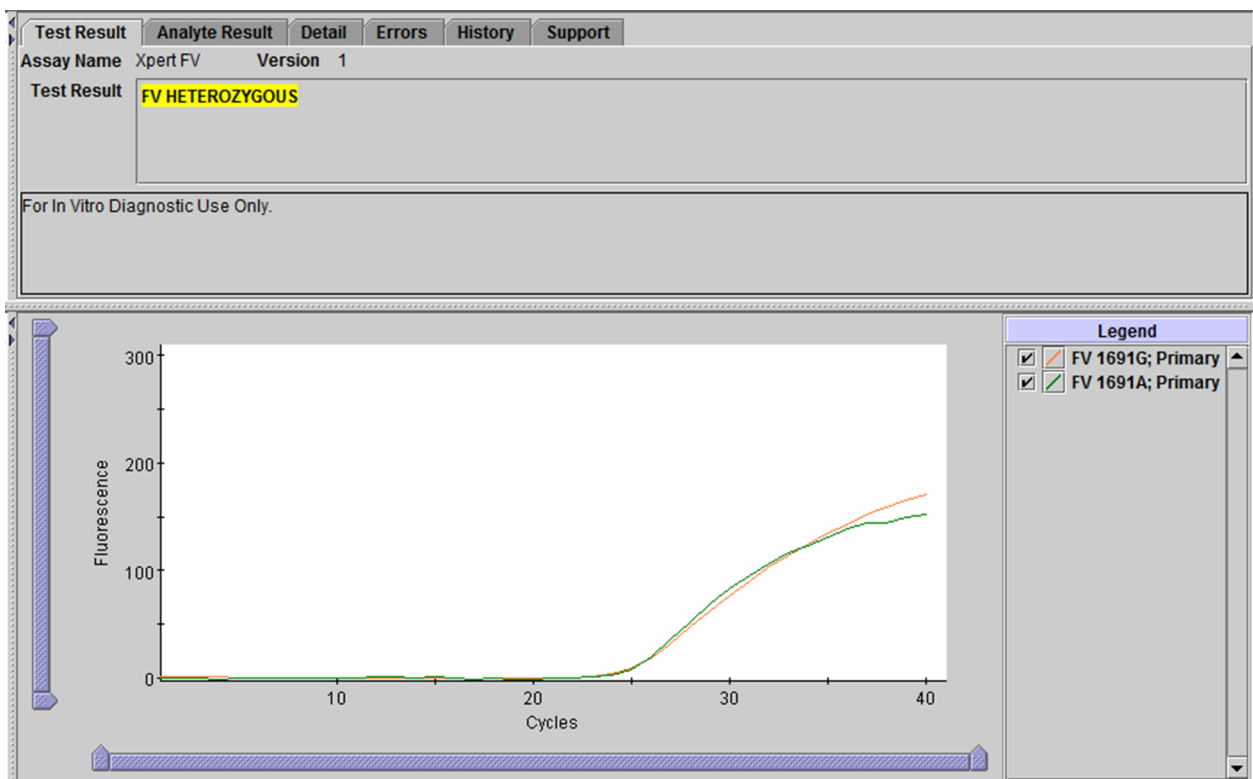 Test Result Analyte Result Detail Errors History Support
Assay Name Xpert FV Version 1
Test Result FV HETEROZYGOUS
For In Vitro Diagnostic Use Only.
Legend
FV 1691G; Primary
FV 1691A; Primary
300
200
100
0
Fluorescence
10 20 30 40
Cycles